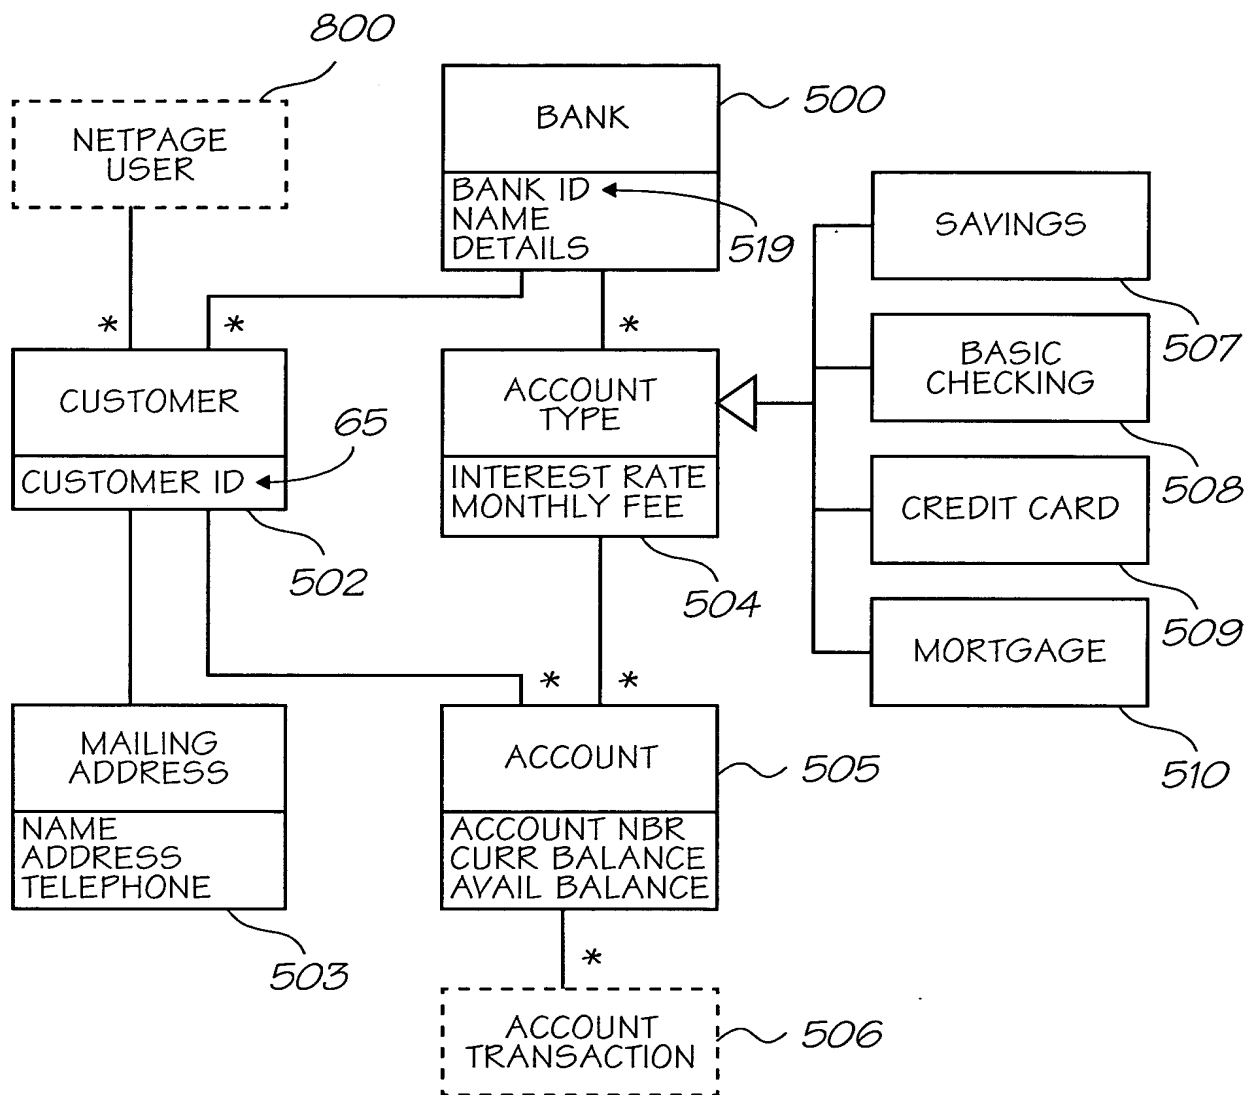 800
NETPAGE
USER
BANK
500
BANK ID
NAME
DETAILS
519
SAVINGS
507
*
*
*
CUSTOMER
65
CUSTOMER ID
502
ACCOUNT
TYPE
INTEREST RATE
MONTHLY FEE
504
BASIC
CHECKING
508
CREDIT CARD
509
MORTGAGE
510
MAILING
ADDRESS
NAME
ADDRESS
TELEPHONE
503
*
*
ACCOUNT
505
ACCOUNT NBR
CURR BALANCE
AVAIL BALANCE
*
ACCOUNT
TRANSACTION
506